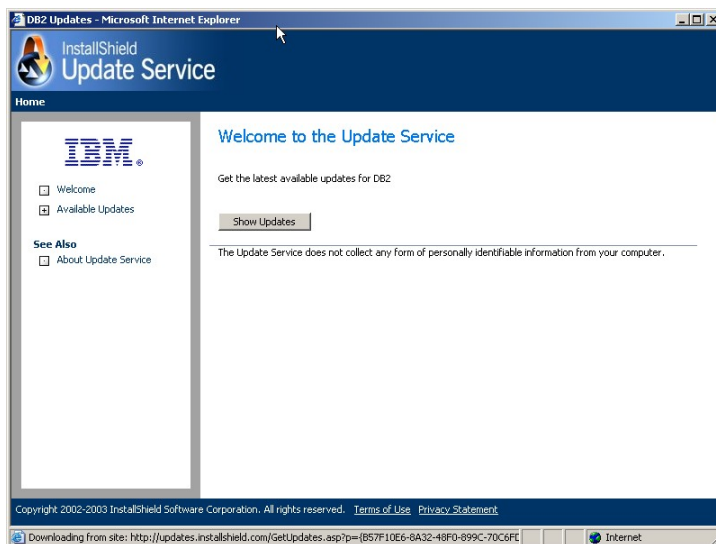 DB2 Updates - Microsoft Internet Explorer
InstallShield
Update Service
Home
IBM®
Welcome
Available Updates
See Also
About Update Service
Welcome to the Update Service
Get the latest available updates for DB2
Show Updates
The Update Service does not collect any form of personally identifiable information from your computer.
Copyright 2002-2003 InstallShield Software Corporation. All rights reserved. Terms of Use Privacy Statement
Downloading from site: http://updates.installshield.com/GetUpdates.asp?p={B57F10E6-8A32-48F0-899C-70C6FD Internet